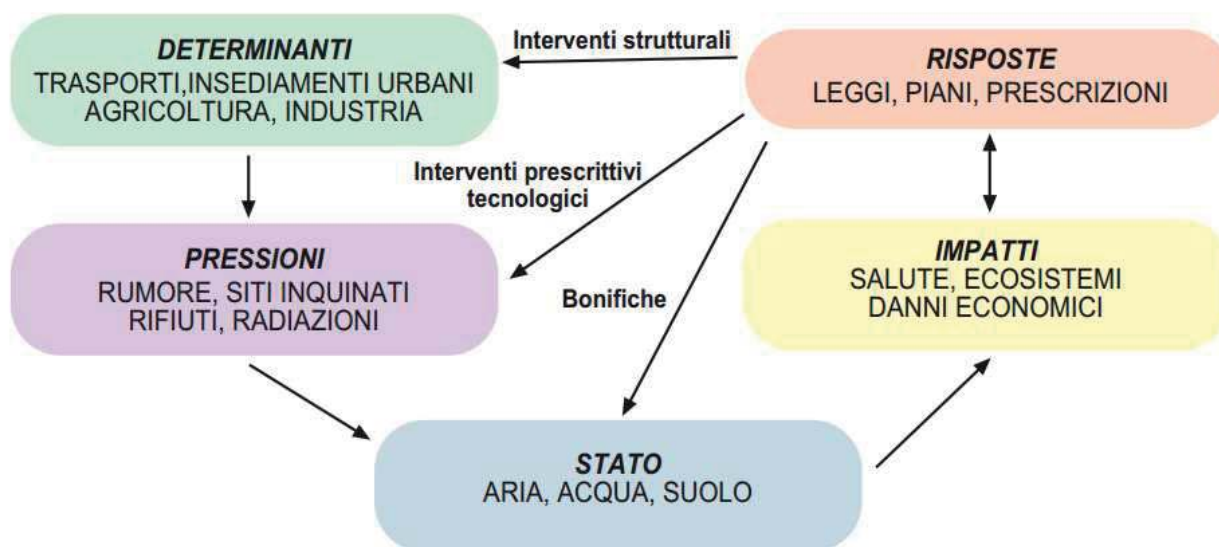 DETERMINANTI
TRASPORTI,INSEDIAMENTI URBANI
AGRICOLTURA, INDUSTRIA
Interventi strutturali
RISPOSTE
LEGGI, PIANI, PRESCRIZIONI
Interventi prescrittivi
tecnologici
PRESSIONI
RUMORE, SITI INQUINATI
RIFIUTI, RADIAZIONI
Bonifiche
IMPATTI
SALUTE, ECOSISTEMI
DANNI ECONOMICI
STATO
ARIA, ACQUA, SUOLO